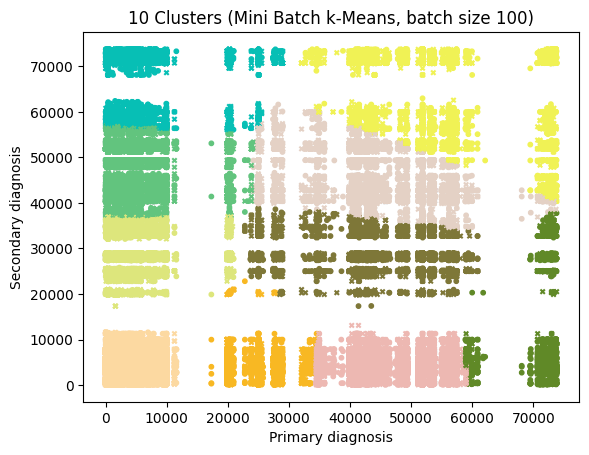 10 Clusters (Mini Batch k-Means, batch size 100)
70000
60000
50000
40000
30000
20000
10000
0
Secondary diagnosis
0 10000 20000 30000 40000 50000 60000 70000
Primary diagnosis